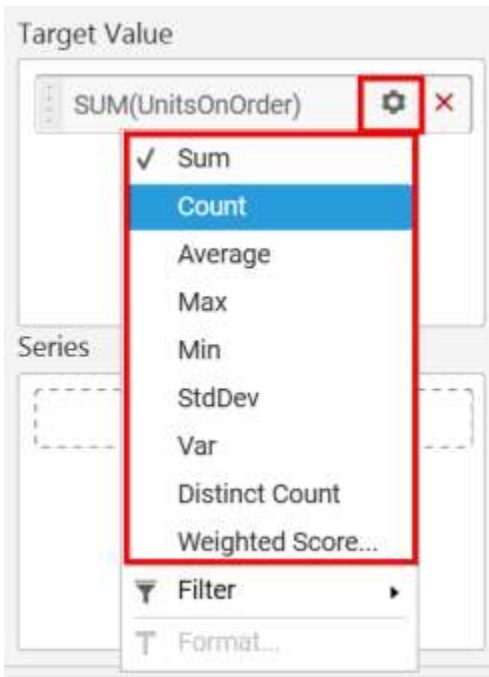 Target Value
SUM(UnitsOnOrder)
Sum
Count
Average
Max
Min
Series
StdDev
Var
Distinct Count
Weighted Score...
Filter
Format...